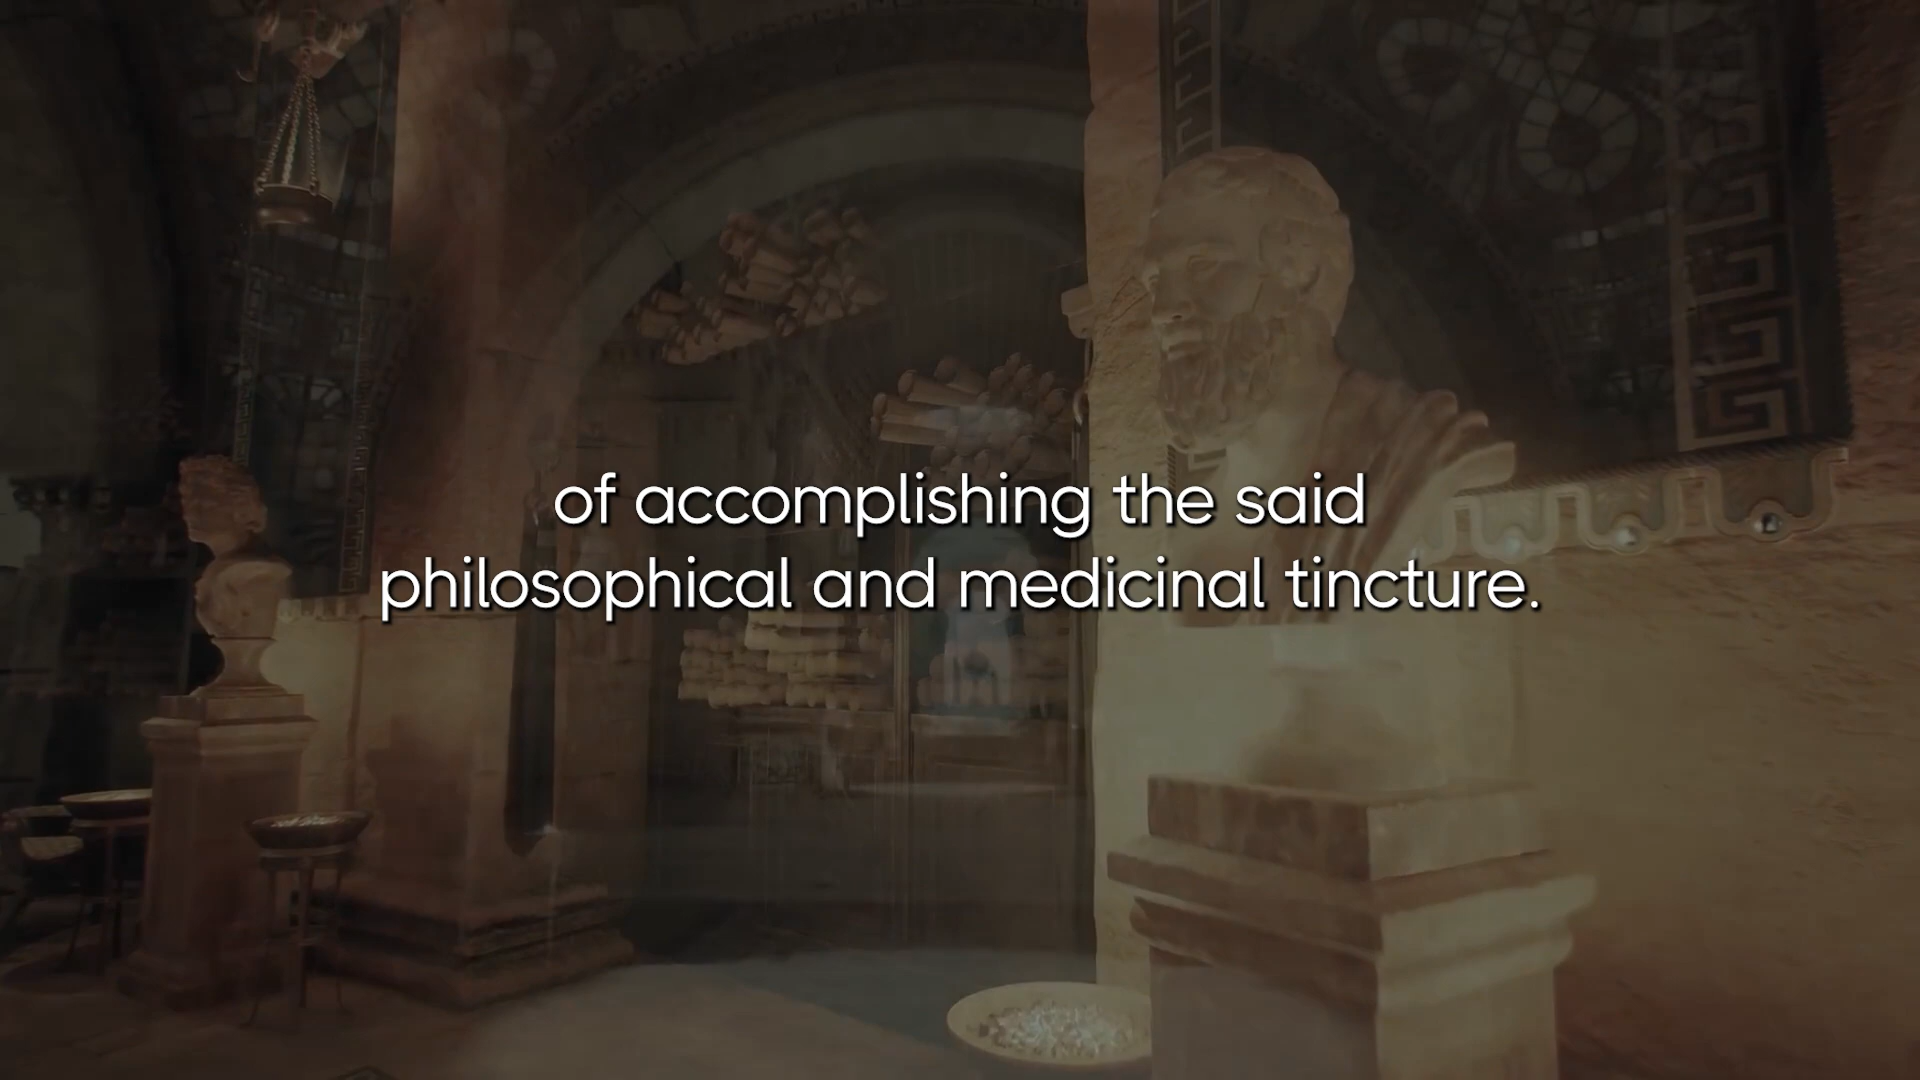 of accomplishing the said
philosophical and medicinal tincture.